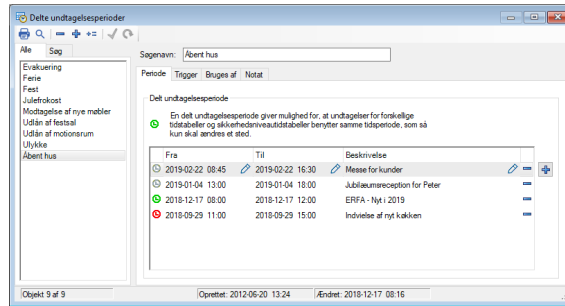 Delte undtagelsesperioder
Alle Søg
Søgenavn: Åbent hus
Evakuering
Ferie
Fest
Julefrokost
Modtagelse af nye møbler
Udlån af festsal
Udlån af motionsrum
Ulykke
Åbent hus
Periode Trigger Bruges af Notat
Delt undtagelsesperiode
En delt undtagelsesperiode giver mulighed for, at undtagelser for forskellige
tidstabeller og sikkerhedsniveautidstabeller benytter samme tidsperiode, som så
kun skal ændres et sted.
Fra Til Beskrivelse
2019-02-22 08:45 2019-02-22 16:30 Messe for kunder
2019-01-04 13:00 2019-01-04 18:00 Jubilæumsreception for Peter
2018-12-17 08:00 2018-12-17 12:00 ERFA - Nyt i 2019
2018-09-29 11:00 2018-09-29 15:00 Indvielse af nyt køkken
Objekt 9 af 9 Oprettet: 2012-06-20 13:24 Ændret: 2018-12-17 08:16